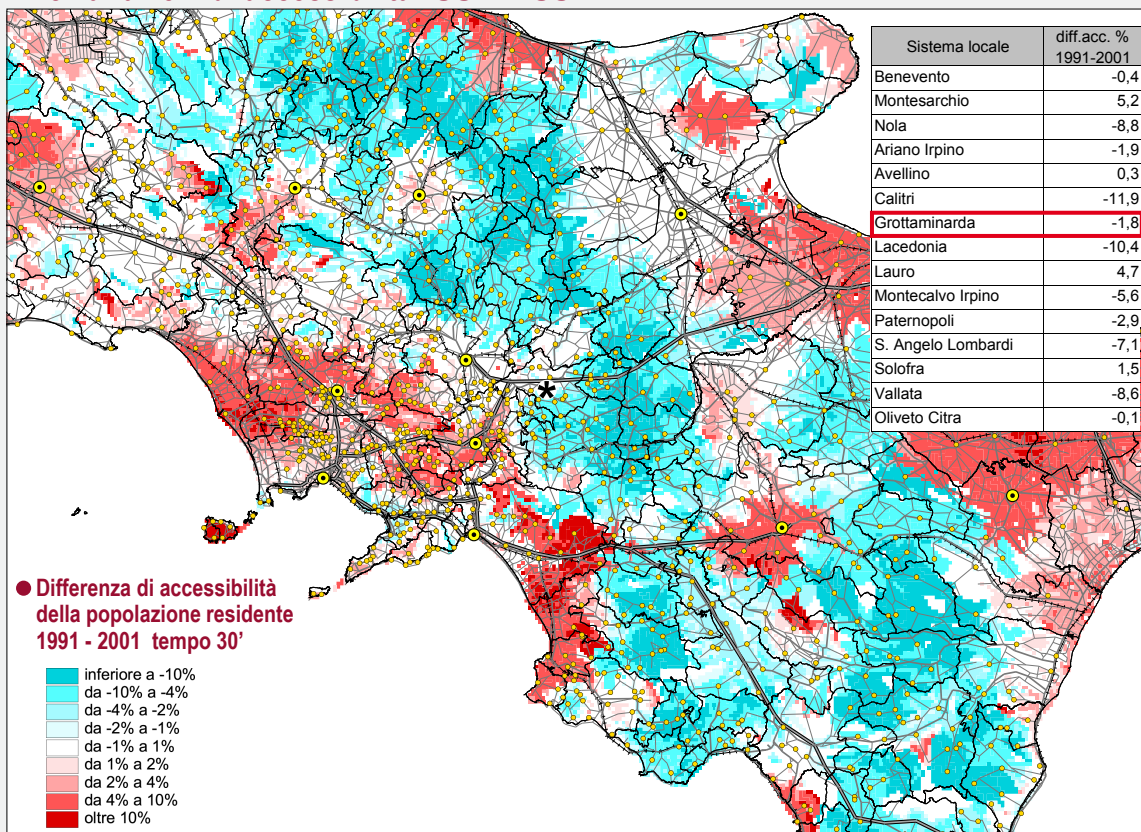 Sistema locale diff.acc. % 1991-2001
Benevento -0,4
Montesarchio 5,2
Nola -8,8
Ariano Irpino -1,9
Avellino 0,3
Calitri -11,9
Grottaminarda -1,8
Lacedonia -10,4
Lauro 4,7
Montecalvo Irpino -5,6
Paternopoli -2,9
S. Angelo Lombardi -7,1
Solofra 1,5
Vallata -8,6
Oliveto Citra -0,1
*
Differenza di accessibilità
della popolazione residente
1991 - 2001 tempo 30'
inferiore a -10%
da -10% a -4%
da -4% a -2%
da -2% a -1%
da -1% a 1%
da 1% a 2%
da 2% a 4%
da 4% a 10%
oltre 10%